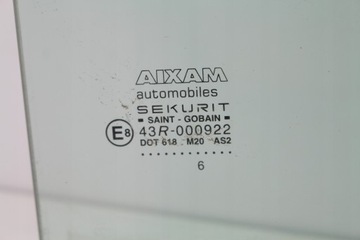 AIXAM
automobiles
SEKURIT
SAINT - GOBAIN
E8 43R-000922
DOT 618 M20 AS2
6